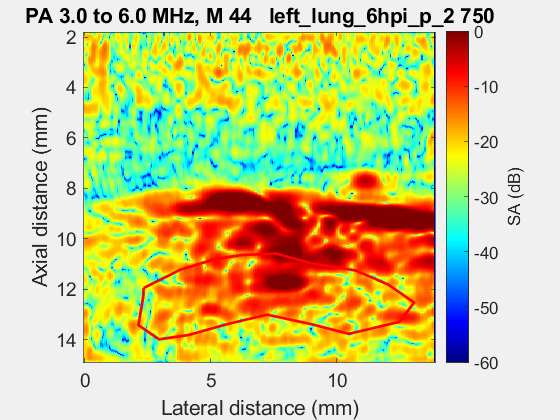 PA 3.0 to 6.0 MHz, M 44 left_lung_6hpi_p_2 750
2
4
6
8
10
12
14
Axial distance (mm)
0 5 10
Lateral distance (mm)
0
-10
-20
-30
-40
-50
-60
SA (dB)